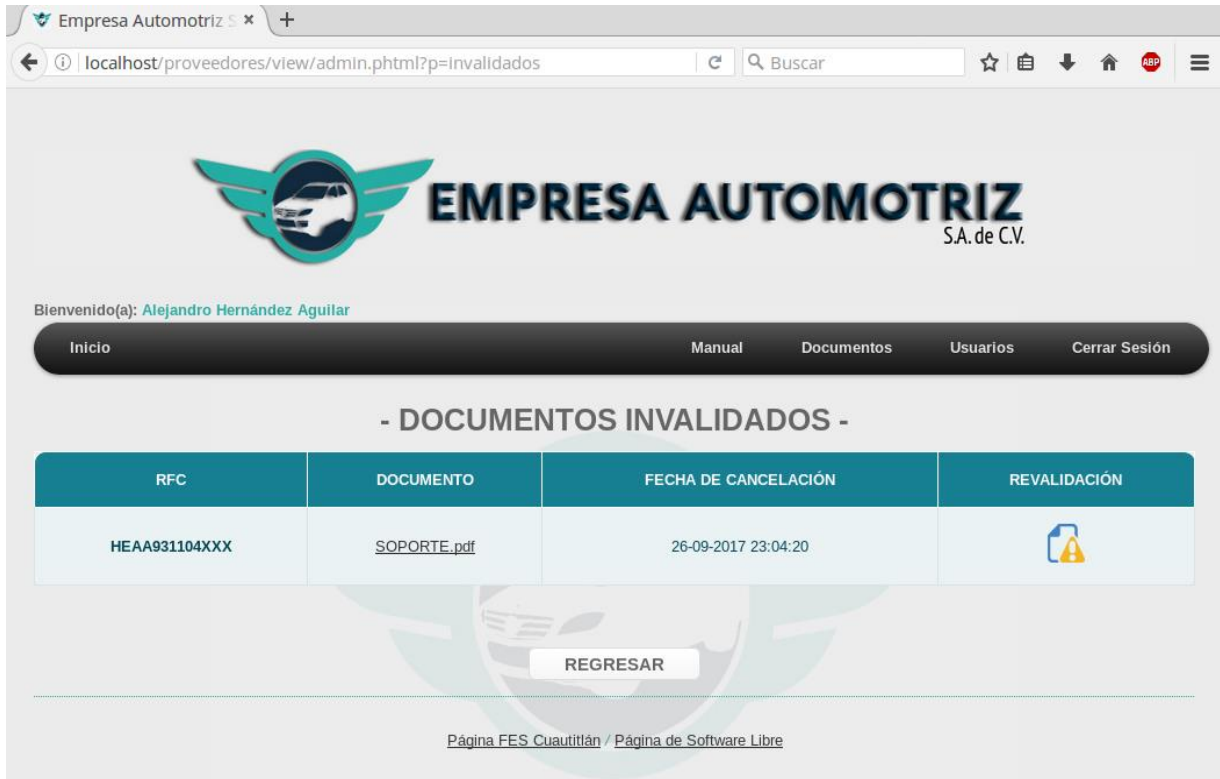 Empresa Automotriz S
localhost/proveedores/view/admin.phtml?p=invalidados
Buscar
ABP
EMPRESA AUTOMOTRIZ
S.A. de C.V.
Bienvenido(a): Alejandro Hernández Aguilar
Inicio Manual Documentos Usuarios Cerrar Sesión
- DOCUMENTOS INVALIDADOS -
RFC DOCUMENTO FECHA DE CANCELACIÓN REVALIDACIÓN
HEAA931104XXX SOPORTE.pdf 26-09-2017 23:04:20
REGRESAR
Página FES Cuautitlán / Página de Software Libre